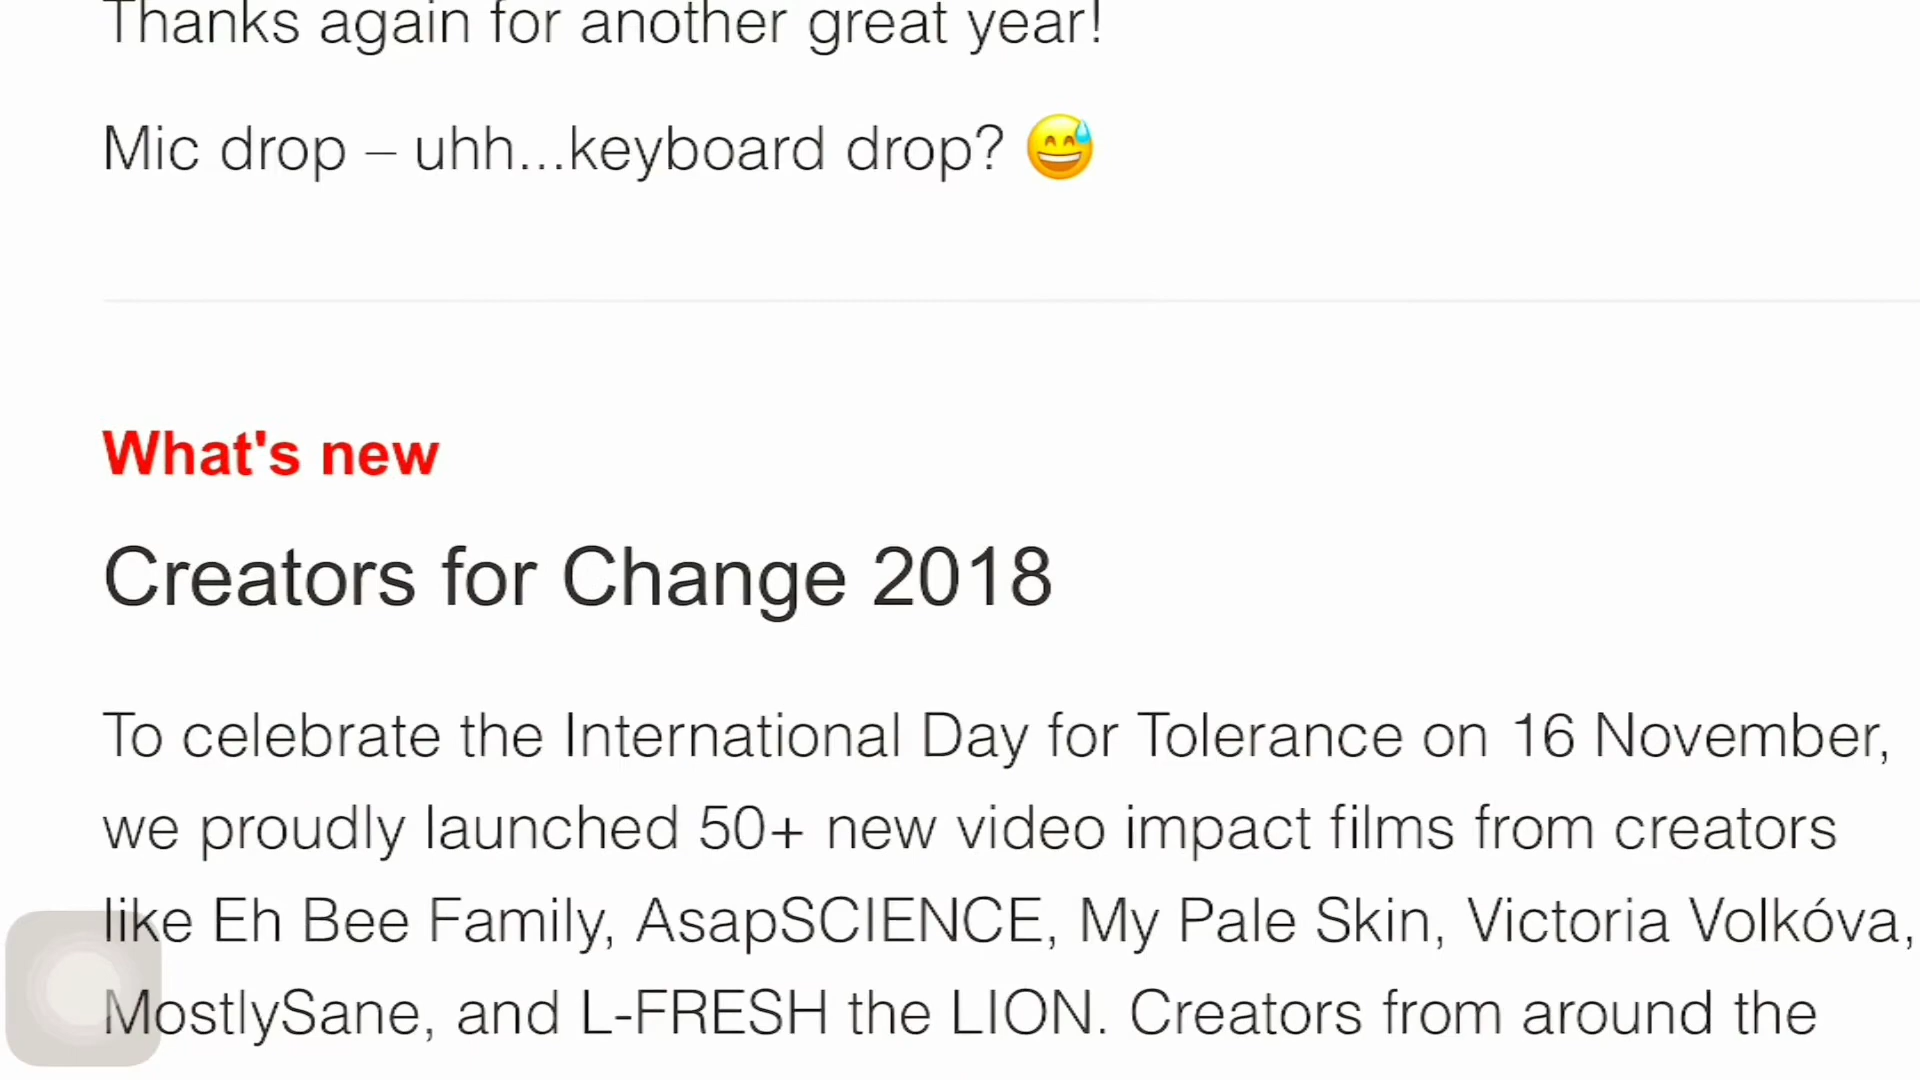 Thanks again for another great year!
Mic drop – uhh...keyboard drop? 😅
What's new
Creators for Change 2018
To celebrate the International Day for Tolerance on 16 November,
we proudly launched 50+ new video impact films from creators
like Eh Bee Family, AsapSCIENCE, My Pale Skin, Victoria Volkóva,
MostlySane, and L-FRESH the LION. Creators from around the